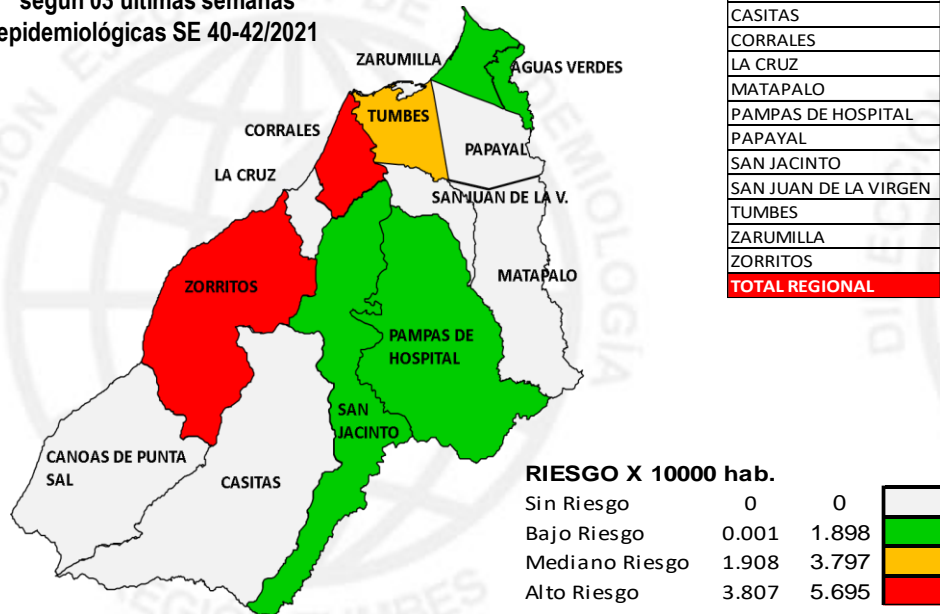 según 03 últimas semanas
epidemiológicas SE 40-42/2021
ZARUMILLA
AGUAS VERDES
TUMBES
CORRALES
PAPAYAL
LA CRUZ
SAN JUAN DE LA V.
MATAPALO
ZORRITOS
PAMPAS DE
HOSPITAL
SAN
JACINTO
CANOAS DE PUNTA
SAL
CASITAS
CASITAS
CORRALES
LA CRUZ
MATAPALO
PAMPAS DE HOSPITAL
PAPAYAL
SAN JACINTO
SAN JUAN DE LA VIRGEN
TUMBES
ZARUMILLA
ZORRITOS
TOTAL REGIONAL
RIESGO X 10000 hab.
Sin Riesgo 0 0
Bajo Riesgo 0.001 1.898
Mediano Riesgo 1.908 3.797
Alto Riesgo 3.807 5.695